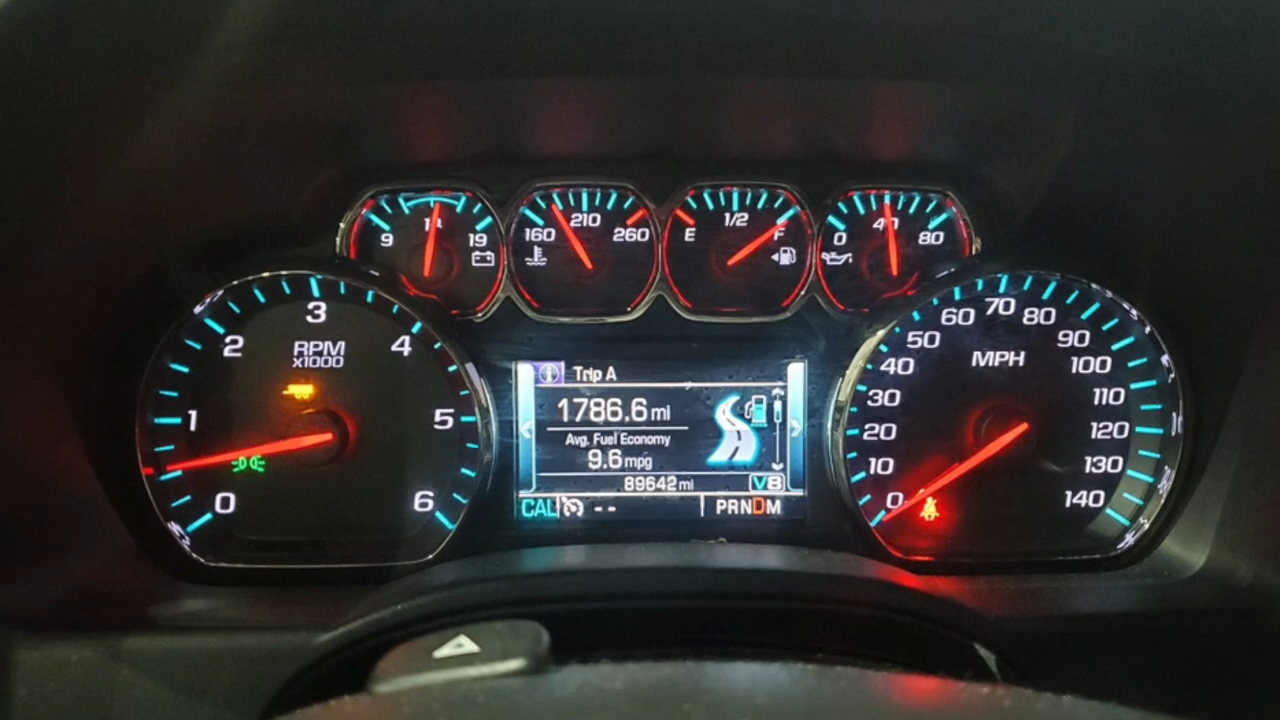 9 14 19
160 210 260
E 1/2 F
0 40 80
0 1 2 3 4 5 6
RPM
x1000
Trip A
1786.6 mi
Avg. Fuel Economy
9.6 mpg
89642 mi V8
CAL -- PRNDM
0 10 20 30 40 50 60 70 80 90 100 110 120 130 140
MPH